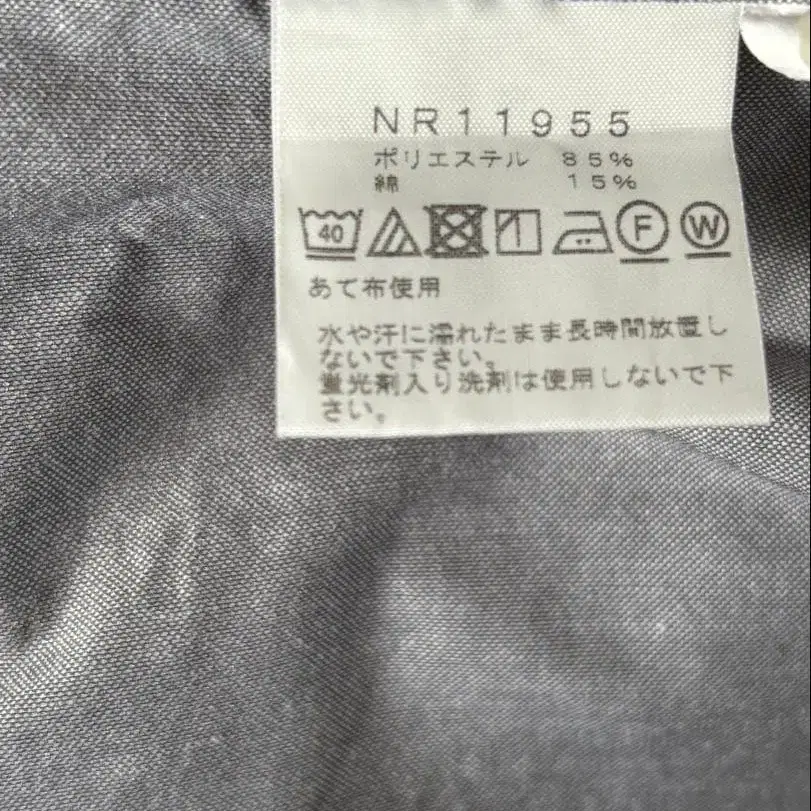 NR11955
ポリエステル 85%
綿 15%
40 F W
あて布使用
水や汗に濡れたまま長時間放置し
ないで下さい。
蛍光剤入り洗剤は使用しないで下
さい。